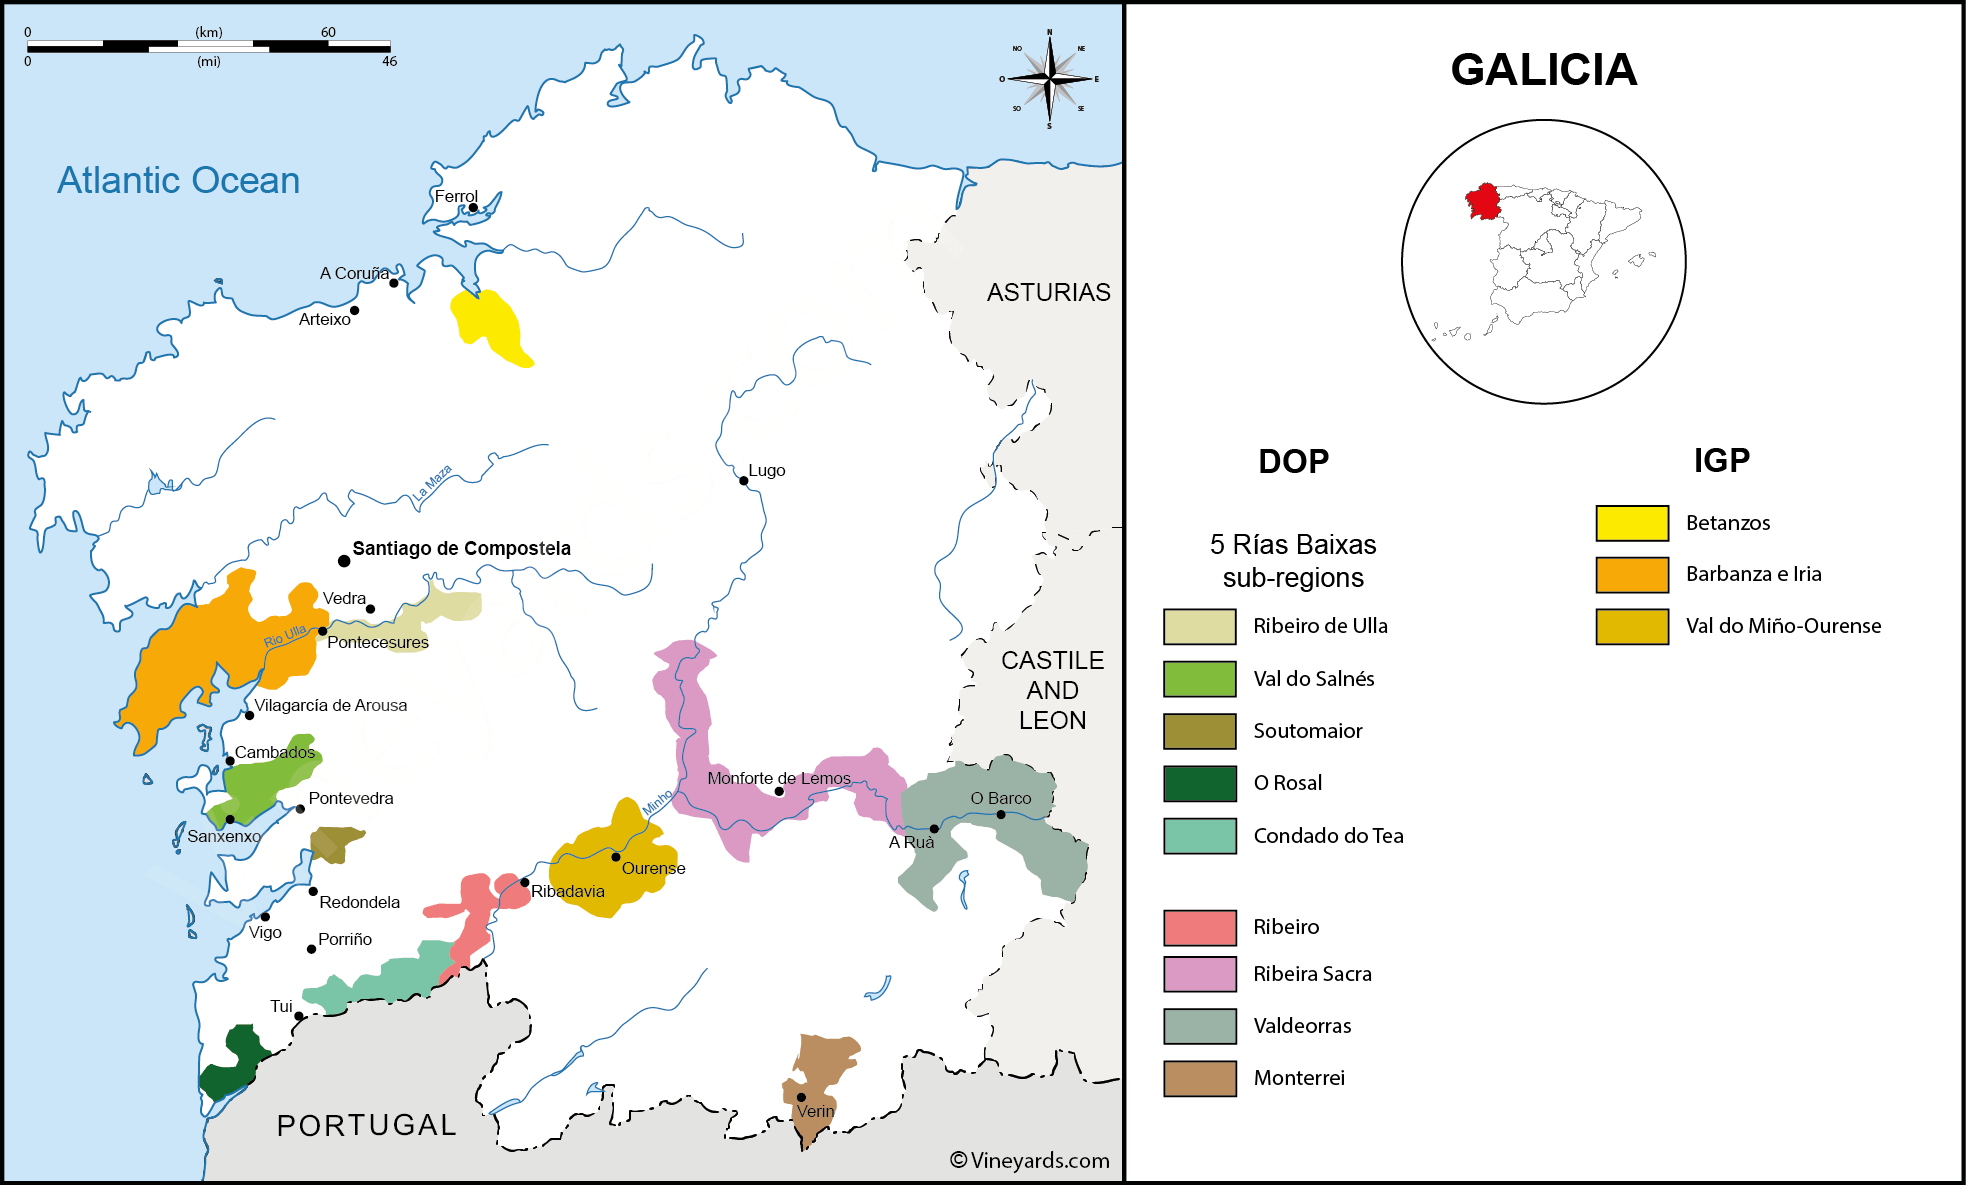 0
(km)
60
0
(mi)
46
N
NO
NE
O
E
SO
SE
S
Atlantic Ocean
Ferrol
A Coruña
Arteixo
ASTURIAS
Lugo
La Maza
Santiago de Compostela
Vedra
Rio Ulla
Pontecesures
CASTILE
AND
LEON
Vilagarcía de Arousa
Cambados
Monforte de Lemos
Minho
Pontevedra
O Barco
Sanxenxo
A Ruà
Ourense
Ribadavia
Redondela
Vigo
Porriño
Tui
Verin
PORTUGAL
© Vineyards.com
GALICIA
DOP
5 Rías Baixas
sub-regions
Ribeiro de Ulla
Val do Salnés
Soutomaior
O Rosal
Condado do Tea
Ribeiro
Ribeira Sacra
Valdeorras
Monterrei
IGP
Betanzos
Barbanza e Iria
Val do Miño-Ourense